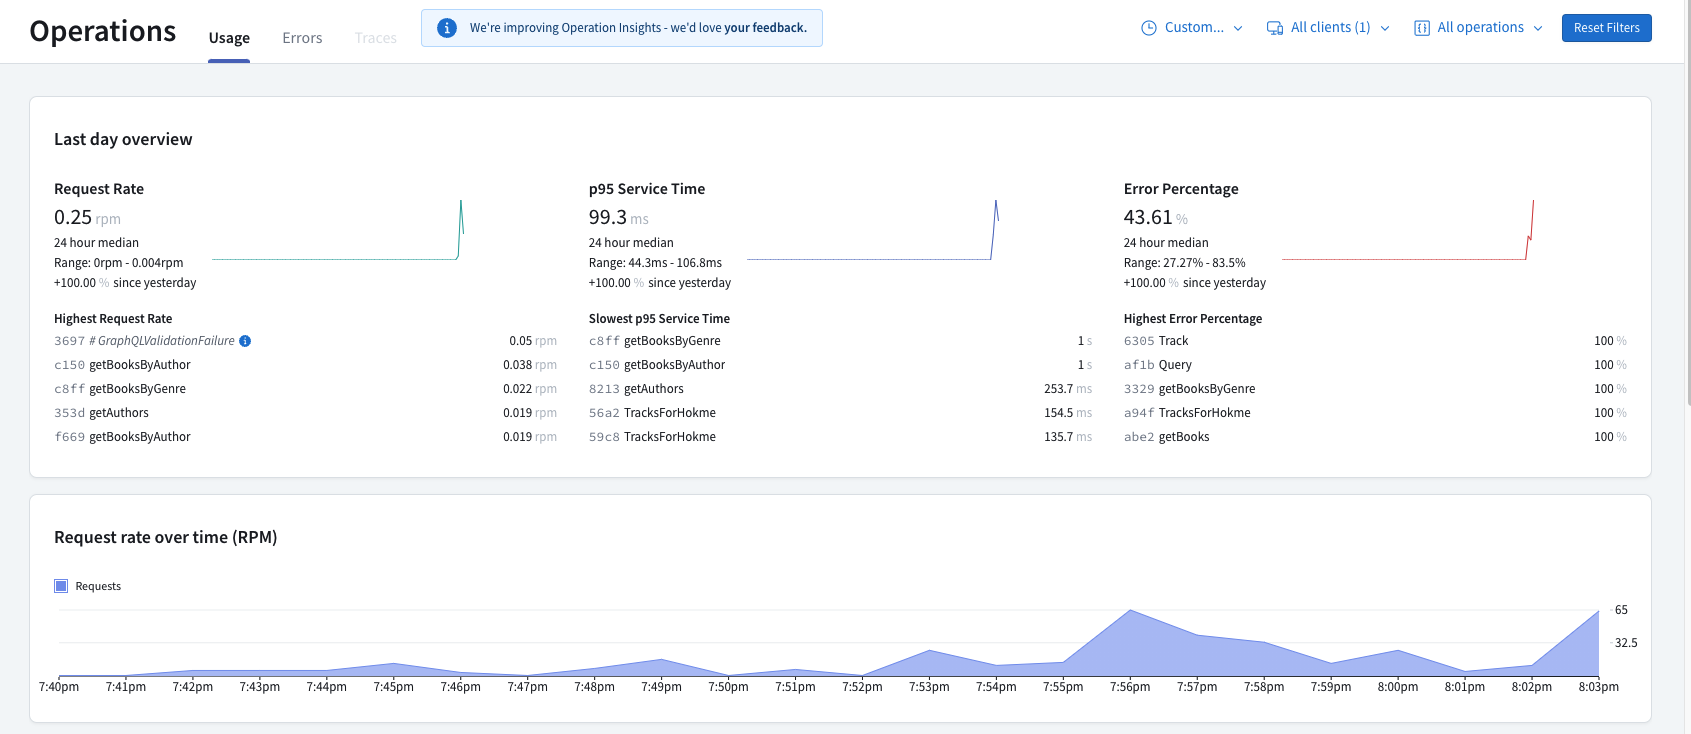 Operations
Usage
Errors
Traces
We're improving Operation Insights - we'd love your feedback.
Custom...
All clients (1)
All operations
Reset Filters
Last day overview
Request Rate
0.25 rpm
24 hour median
Range: 0rpm - 0.004rpm
+100.00 % since yesterday
Highest Request Rate
3697 # GraphQLValidationFailure 0.05 rpm
c150 getBooksByAuthor 0.038 rpm
c8ff getBooksByGenre 0.022 rpm
353d getAuthors 0.019 rpm
f669 getBooksByAuthor 0.019 rpm
p95 Service Time
99.3 ms
24 hour median
Range: 44.3ms - 106.8ms
+100.00 % since yesterday
Slowest p95 Service Time
c8ff getBooksByGenre 1 s
c150 getBooksByAuthor 1 s
8213 getAuthors 253.7 ms
56a2 TracksForHokme 154.5 ms
59c8 TracksForHokme 135.7 ms
Error Percentage
43.61 %
24 hour median
Range: 27.27% - 83.5%
+100.00 % since yesterday
Highest Error Percentage
6305 Track 100 %
af1b Query 100 %
3329 getBooksByGenre 100 %
a94f TracksForHokme 100 %
abe2 getBooks 100 %
Request rate over time (RPM)
Requests
65
32.5
7:40pm 7:41pm 7:42pm 7:43pm 7:44pm 7:45pm 7:46pm 7:47pm 7:48pm 7:49pm 7:50pm 7:51pm 7:52pm 7:53pm 7:54pm 7:55pm 7:56pm 7:57pm 7:58pm 7:59pm 8:00pm 8:01pm 8:02pm 8:03pm